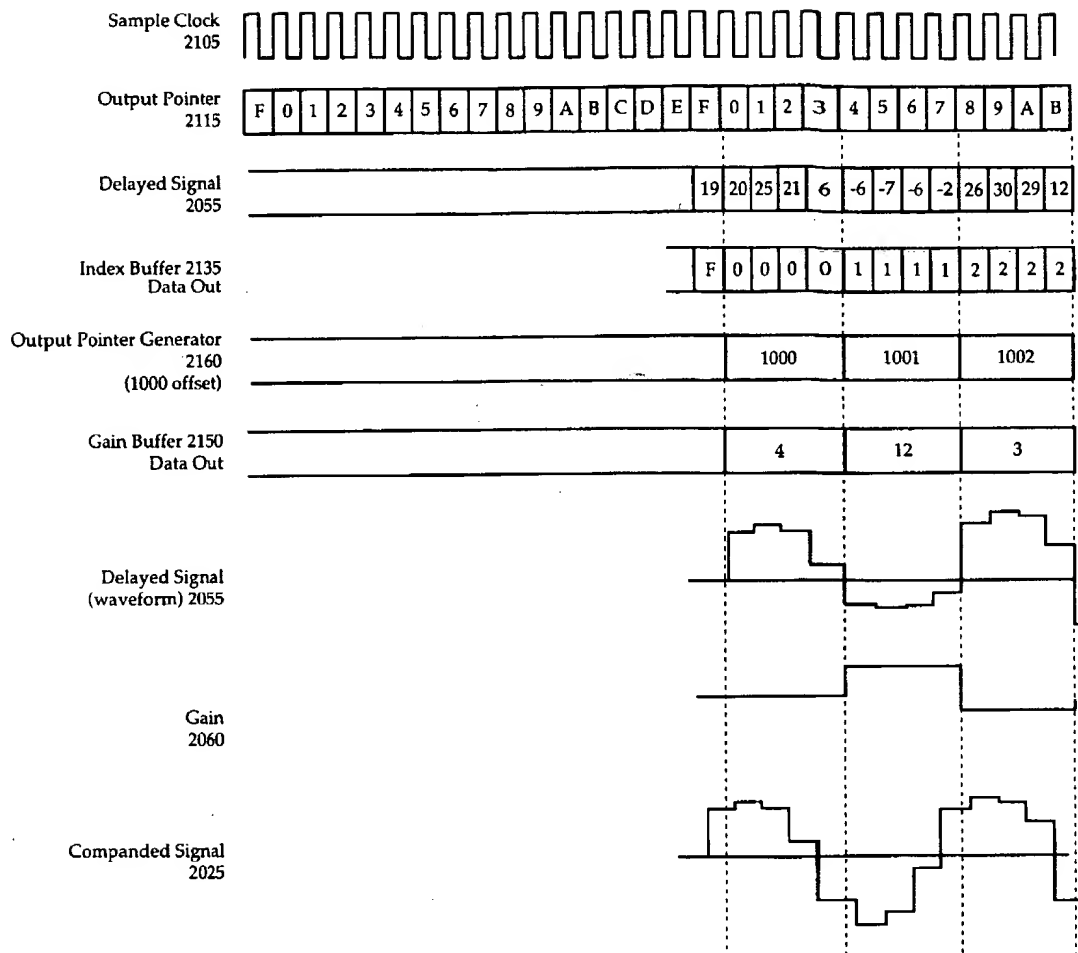 Sample Clock
2105
Output Pointer
2115
F 0 1 2 3 4 5 6 7 8 9 A B C D E F 0 1 2 3 4 5 6 7 8 9 A B
Delayed Signal
2055
19 20 25 21 6 -6 -7 -6 -2 26 30 29 12
Index Buffer 2135
Data Out
F 0 0 0 0 1 1 1 1 2 2 2 2
Output Pointer Generator
2160
(1000 offset)
1000 1001 1002
Gain Buffer 2150
Data Out
4 12 3
Delayed Signal
(waveform) 2055
Gain
2060
Companded Signal
2025